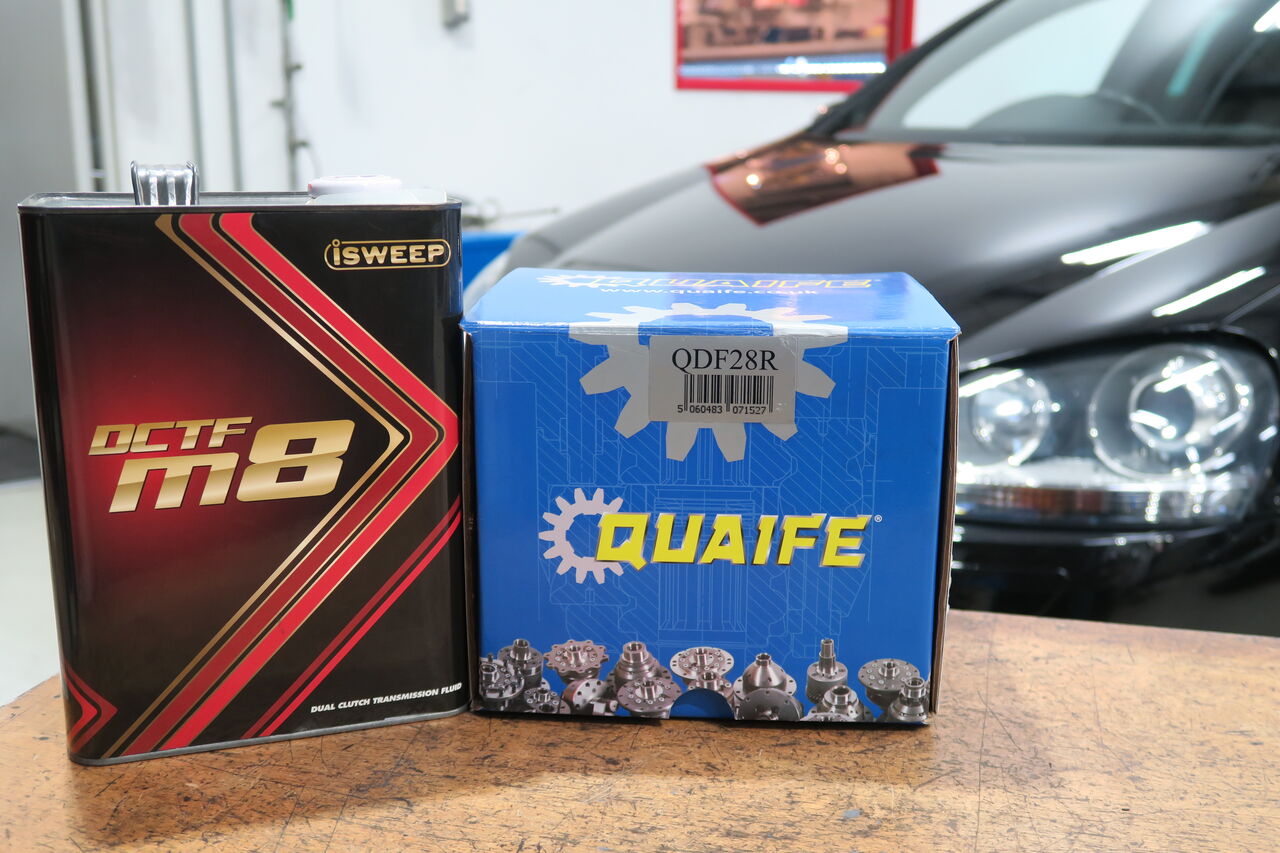 iSWEEP
DCTF
m8
DUAL CLUTCH TRANSMISSION FLUID
QUAIFE
www.quaife.co.uk
QDF28R
5 060483 071527
QUAIFE®